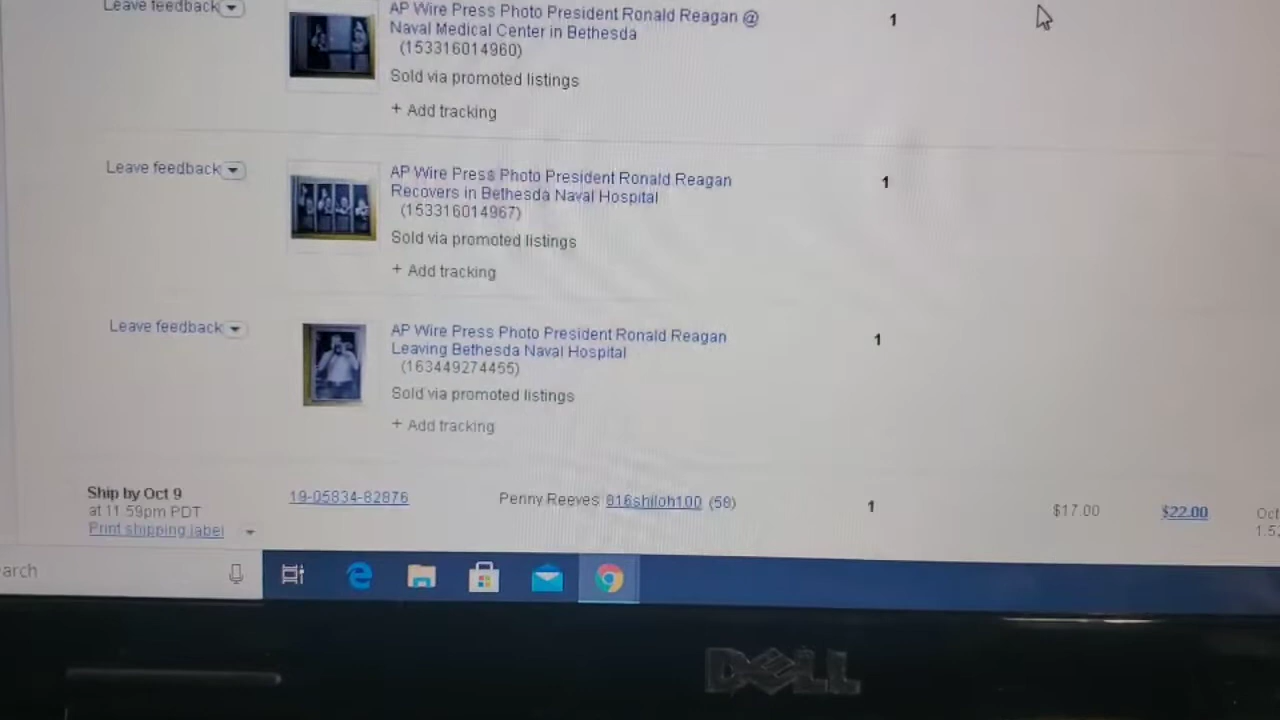 Leave feedback
AP Wire Press Photo President Ronald Reagan @
Naval Medical Center in Bethesda
(153316014960)
1
Sold via promoted listings
+ Add tracking
Leave feedback
AP Wire Press Photo President Ronald Reagan
Recovers in Bethesda Naval Hospital
(153316014967)
1
Sold via promoted listings
+ Add tracking
Leave feedback
AP Wire Press Photo President Ronald Reagan
Leaving Bethesda Naval Hospital
(163449274455)
1
Sold via promoted listings
+ Add tracking
Ship by Oct 9
at 11:59pm PDT
Print shipping label
19-05834-82876
Penny Reeves 816shiloh100 (58)
1
$17.00
$22.00
Oct
1:5
earch
DELL